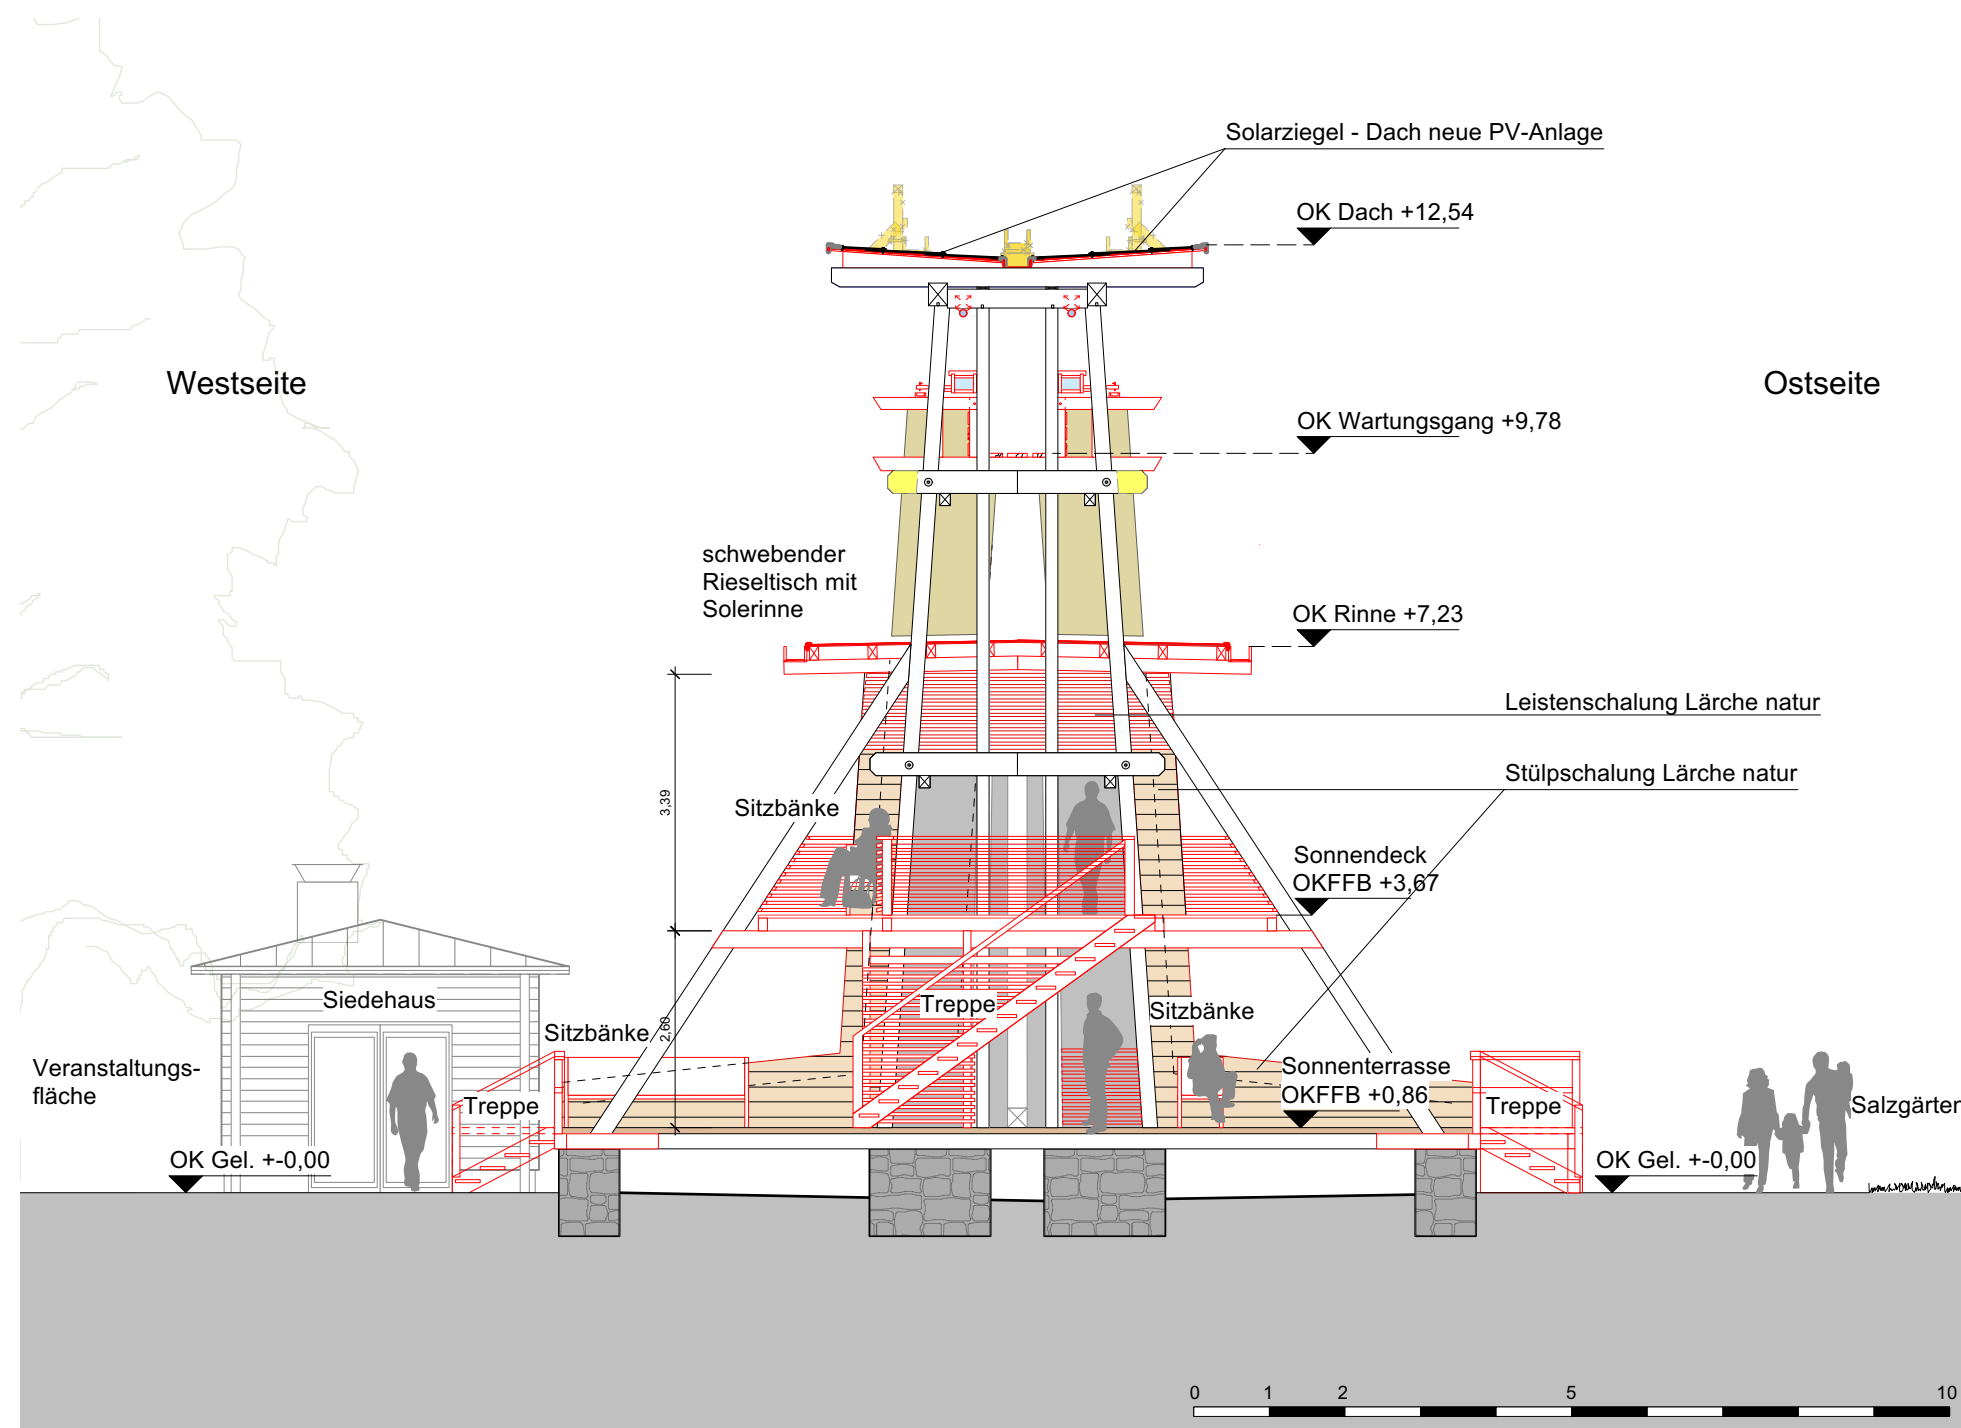 Solarziegel - Dach neue PV-Anlage
OK Dach +12,54
Westseite
Ostseite
OK Wartungsgang +9,78
schwebender
Rieseltisch mit
Solerinne
OK Rinne +7,23
Leistenschalung Lärche natur
Stülpschalung Lärche natur
3,39
Sitzbänke
Sonnendeck
OKFFB +3,67
Siedehaus
Treppe
Sitzbänke
2,60
Sitzbänke
Veranstaltungs-
fläche
Sonnenterrasse
OKFFB +0,86
Treppe
Treppe
Salzgärten
OK Gel. +-0,00
OK Gel. +-0,00
0 1 2 5 10